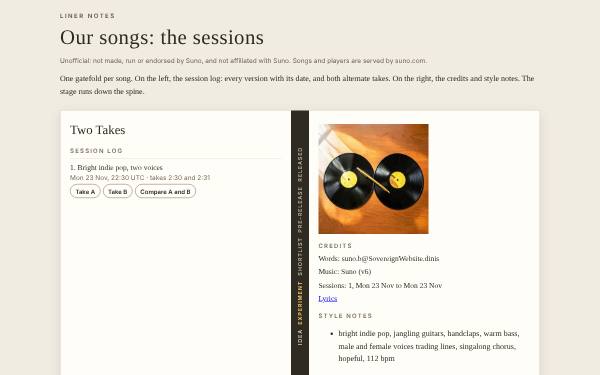 LINER NOTES
Our songs: the sessions
Unofficial: not made, run or endorsed by Suno, and not affiliated with Suno. Songs and players are served by suno.com.
One gatefold per song. On the left, the session log: every version with its date, and both alternate takes. On the right, the credits and style notes. The
stage runs down the spine.
Two Takes
SESSION LOG
1. Bright indie pop, two voices
Mon 23 Nov, 22:30 UTC · takes 2:30 and 2:31
Take A Take B Compare A and B
IDEA EXPERIMENT SHORTLIST PRE-RELEASE RELEASED
CREDITS
Words: suno.b@SovereignWebsite.dinis
Music: Suno (v6)
Sessions: 1, Mon 23 Nov to Mon 23 Nov
Lyrics
STYLE NOTES
• bright indie pop, jangling guitars, handclaps, warm bass,
male and female voices trading lines, singalong chorus,
hopeful, 112 bpm